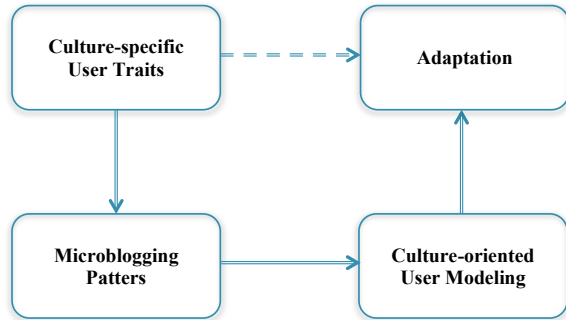 Culture-specific
User Traits
Adaptation
Microblogging
Patters
Culture-oriented
User Modeling